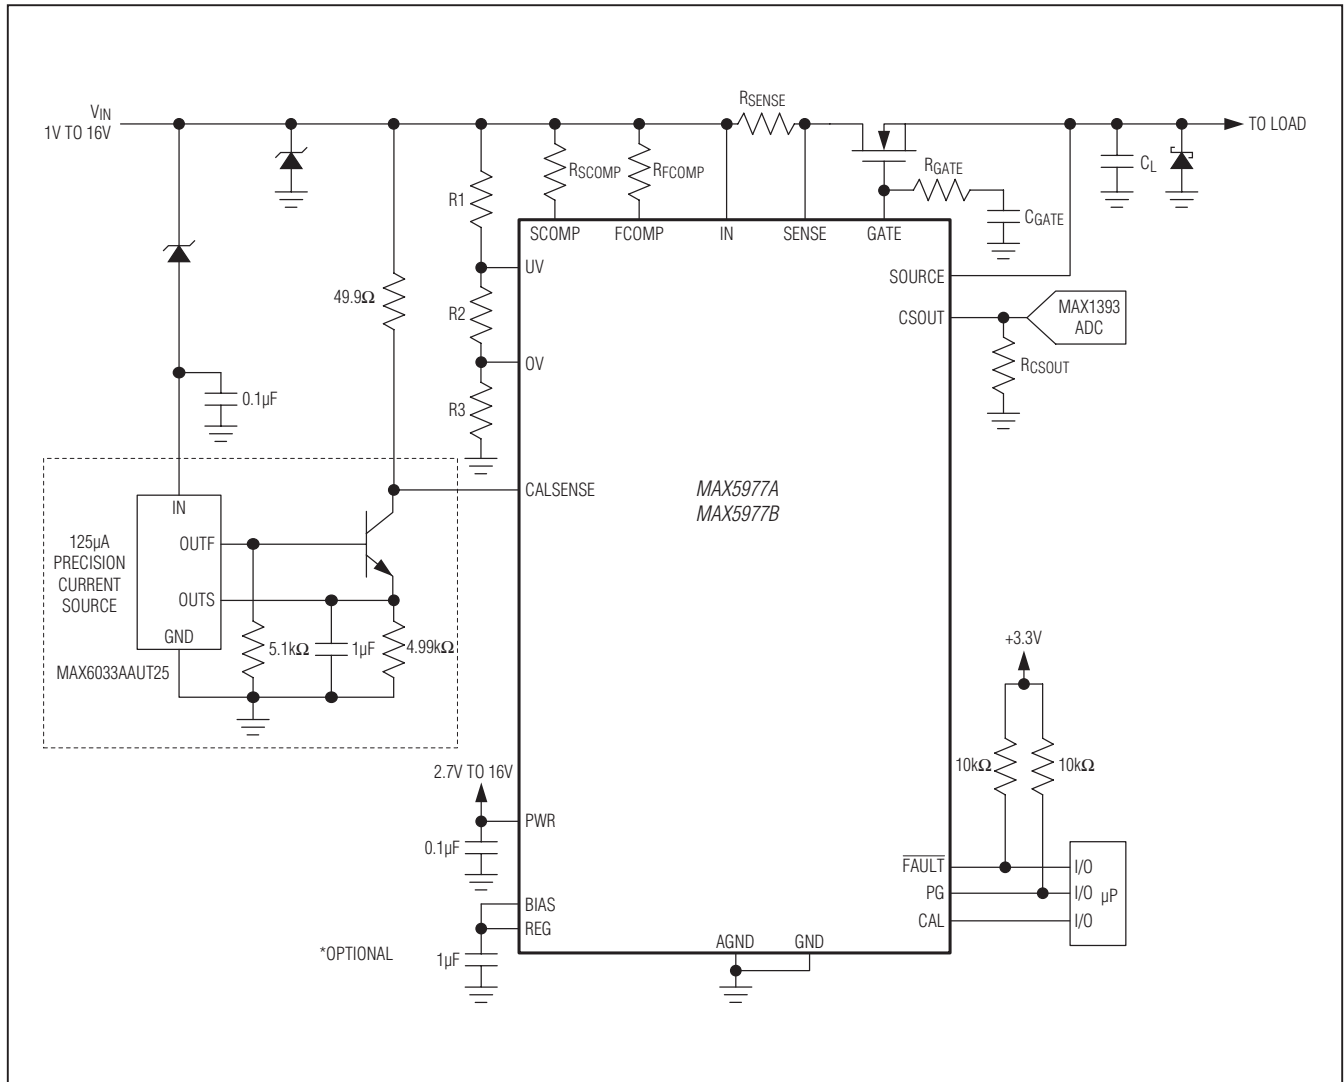 VIN
1V TO 16V
RSENSE
TO LOAD
RSCOMP
RFCOMP
RGATE
CL
CGATE
R1
SCOMP
FCOMP
IN
SENSE
GATE
UV
SOURCE
49.9Ω
R2
CSOUT
MAX1393
ADC
OV
RCSOUT
0.1µF
R3
CALSENSE
MAX5977A
MAX5977B
IN
125µA
PRECISION
CURRENT
SOURCE
OUTF
OUTS
GND
5.1kΩ
1µF
4.99kΩ
MAX6033AAUT25
+3.3V
2.7V TO 16V
10kΩ
10kΩ
PWR
0.1µF
FAULT
I/O
PG
I/O
µP
CAL
I/O
BIAS
REG
*OPTIONAL
1µF
AGND
GND